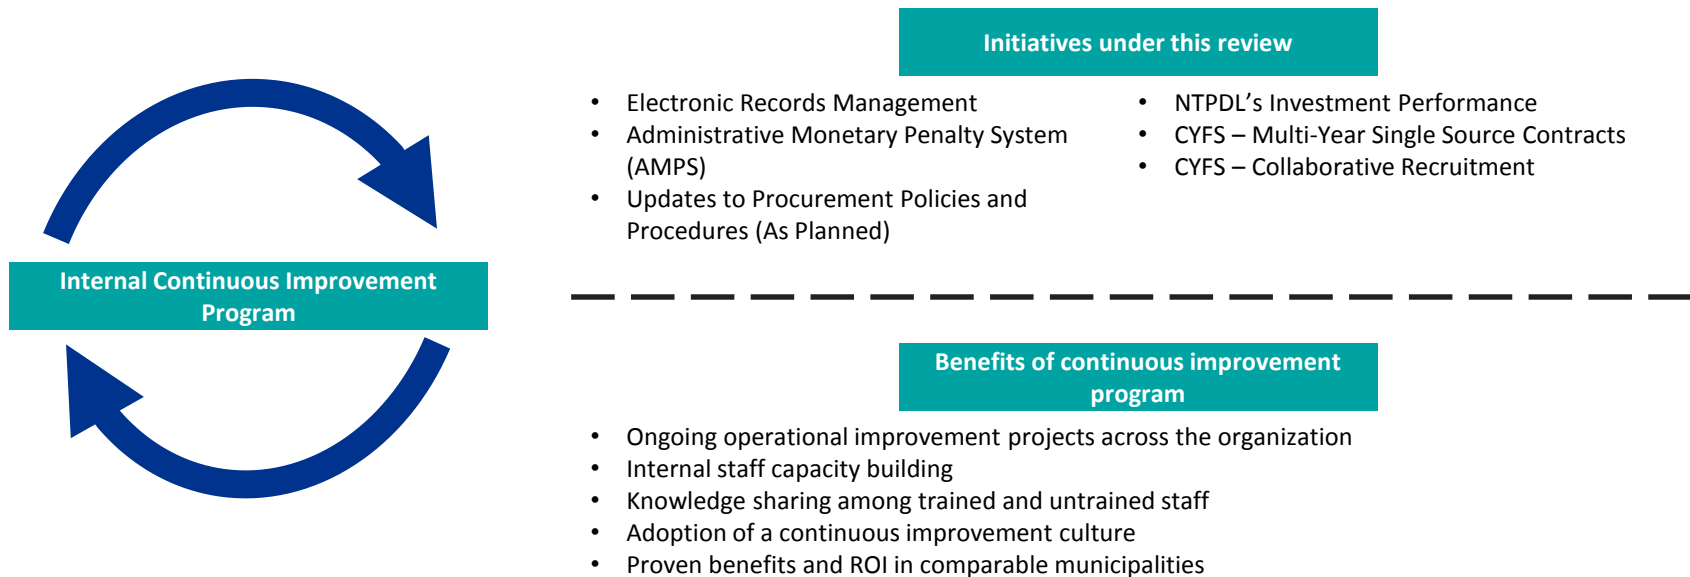 Internal Continuous Improvement
Program
Initiatives under this review
• Electronic Records Management
• Administrative Monetary Penalty System
(AMPS)
• Updates to Procurement Policies and
Procedures (As Planned)
• NTPDL’s Investment Performance
• CYFS – Multi-Year Single Source Contracts
• CYFS – Collaborative Recruitment
Benefits of continuous improvement
program
• Ongoing operational improvement projects across the organization
• Internal staff capacity building
• Knowledge sharing among trained and untrained staff
• Adoption of a continuous improvement culture
• Proven benefits and ROI in comparable municipalities